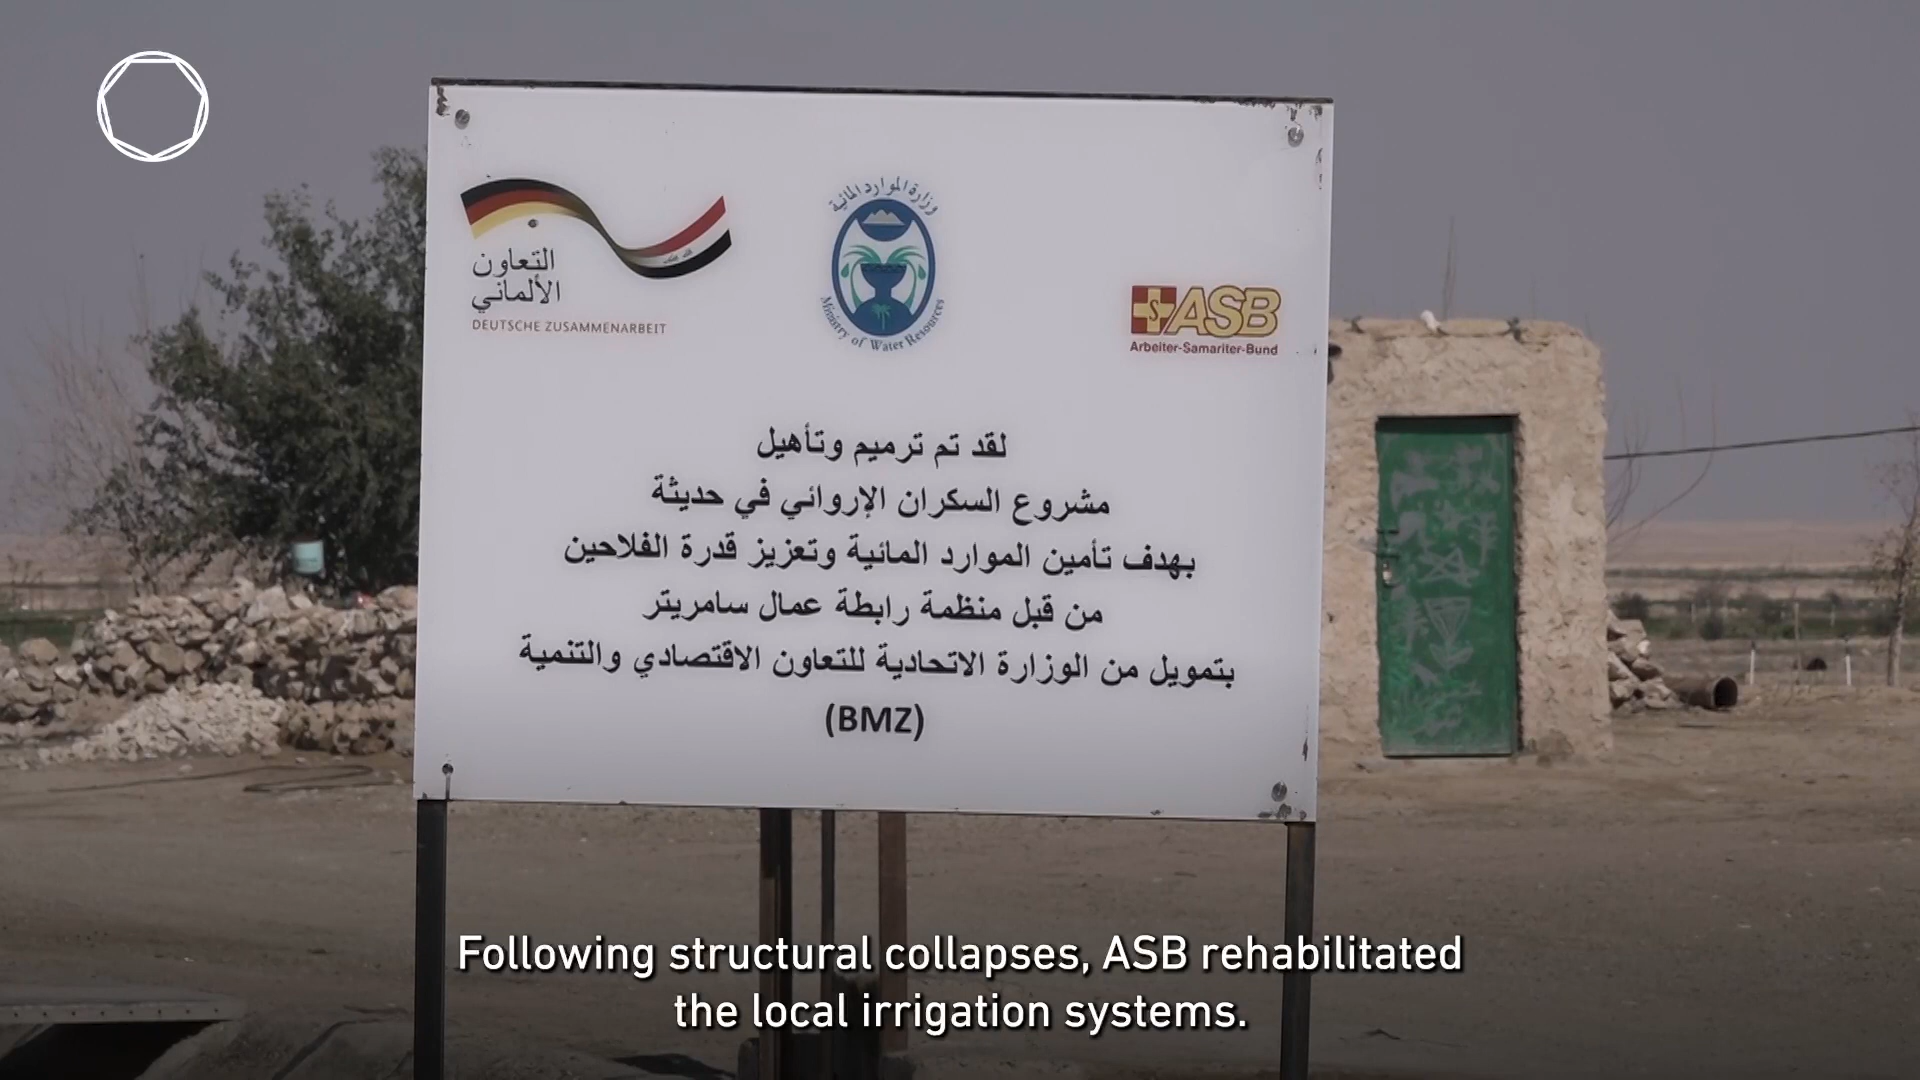 التعاون
الألماني
DEUTSCHE ZUSAMMENARBEIT
وزارة الموارد المائية
Ministry of Water Resources
S ASB
Arbeiter-Samariter-Bund
لقد تم ترميم وتأهيل
مشروع السكران الإروائي في حديثة
بهدف تأمين الموارد المائية وتعزيز قدرة الفلاحين
من قبل منظمة رابطة عمال سامريتر
بتمويل من الوزارة الاتحادية للتعاون الاقتصادي والتنمية
(BMZ)
Following structural collapses, ASB rehabilitated
the local irrigation systems.